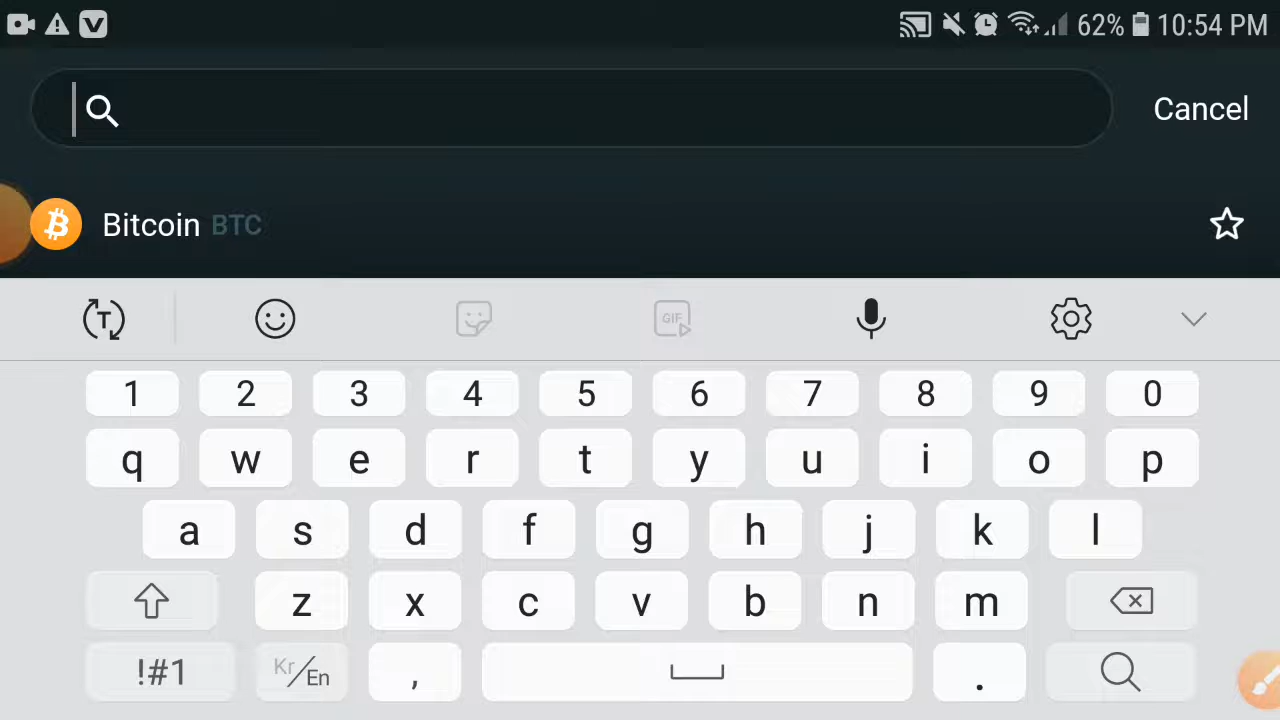 62% 10:54 PM
Cancel
Bitcoin BTC
T
GIF
1 2 3 4 5 6 7 8 9 0
q w e r t y u i o p
a s d f g h j k l
z x c v b n m
!#1 Kr/En , .